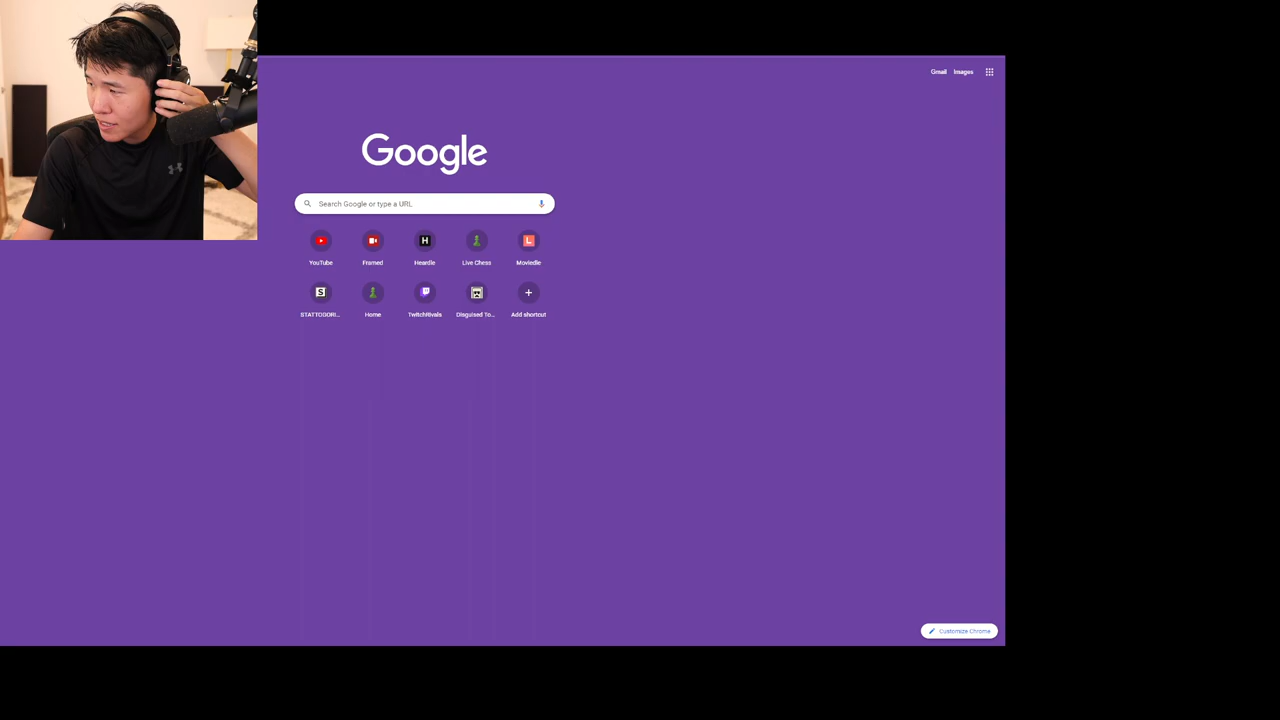 Gmail Images
Google
Search Google or type a URL
YouTube Framed H Heardle Live Chess L Moviedle
S STATTOGORI... Home TwitchRivals Disguised To... Add shortcut
Customize Chrome